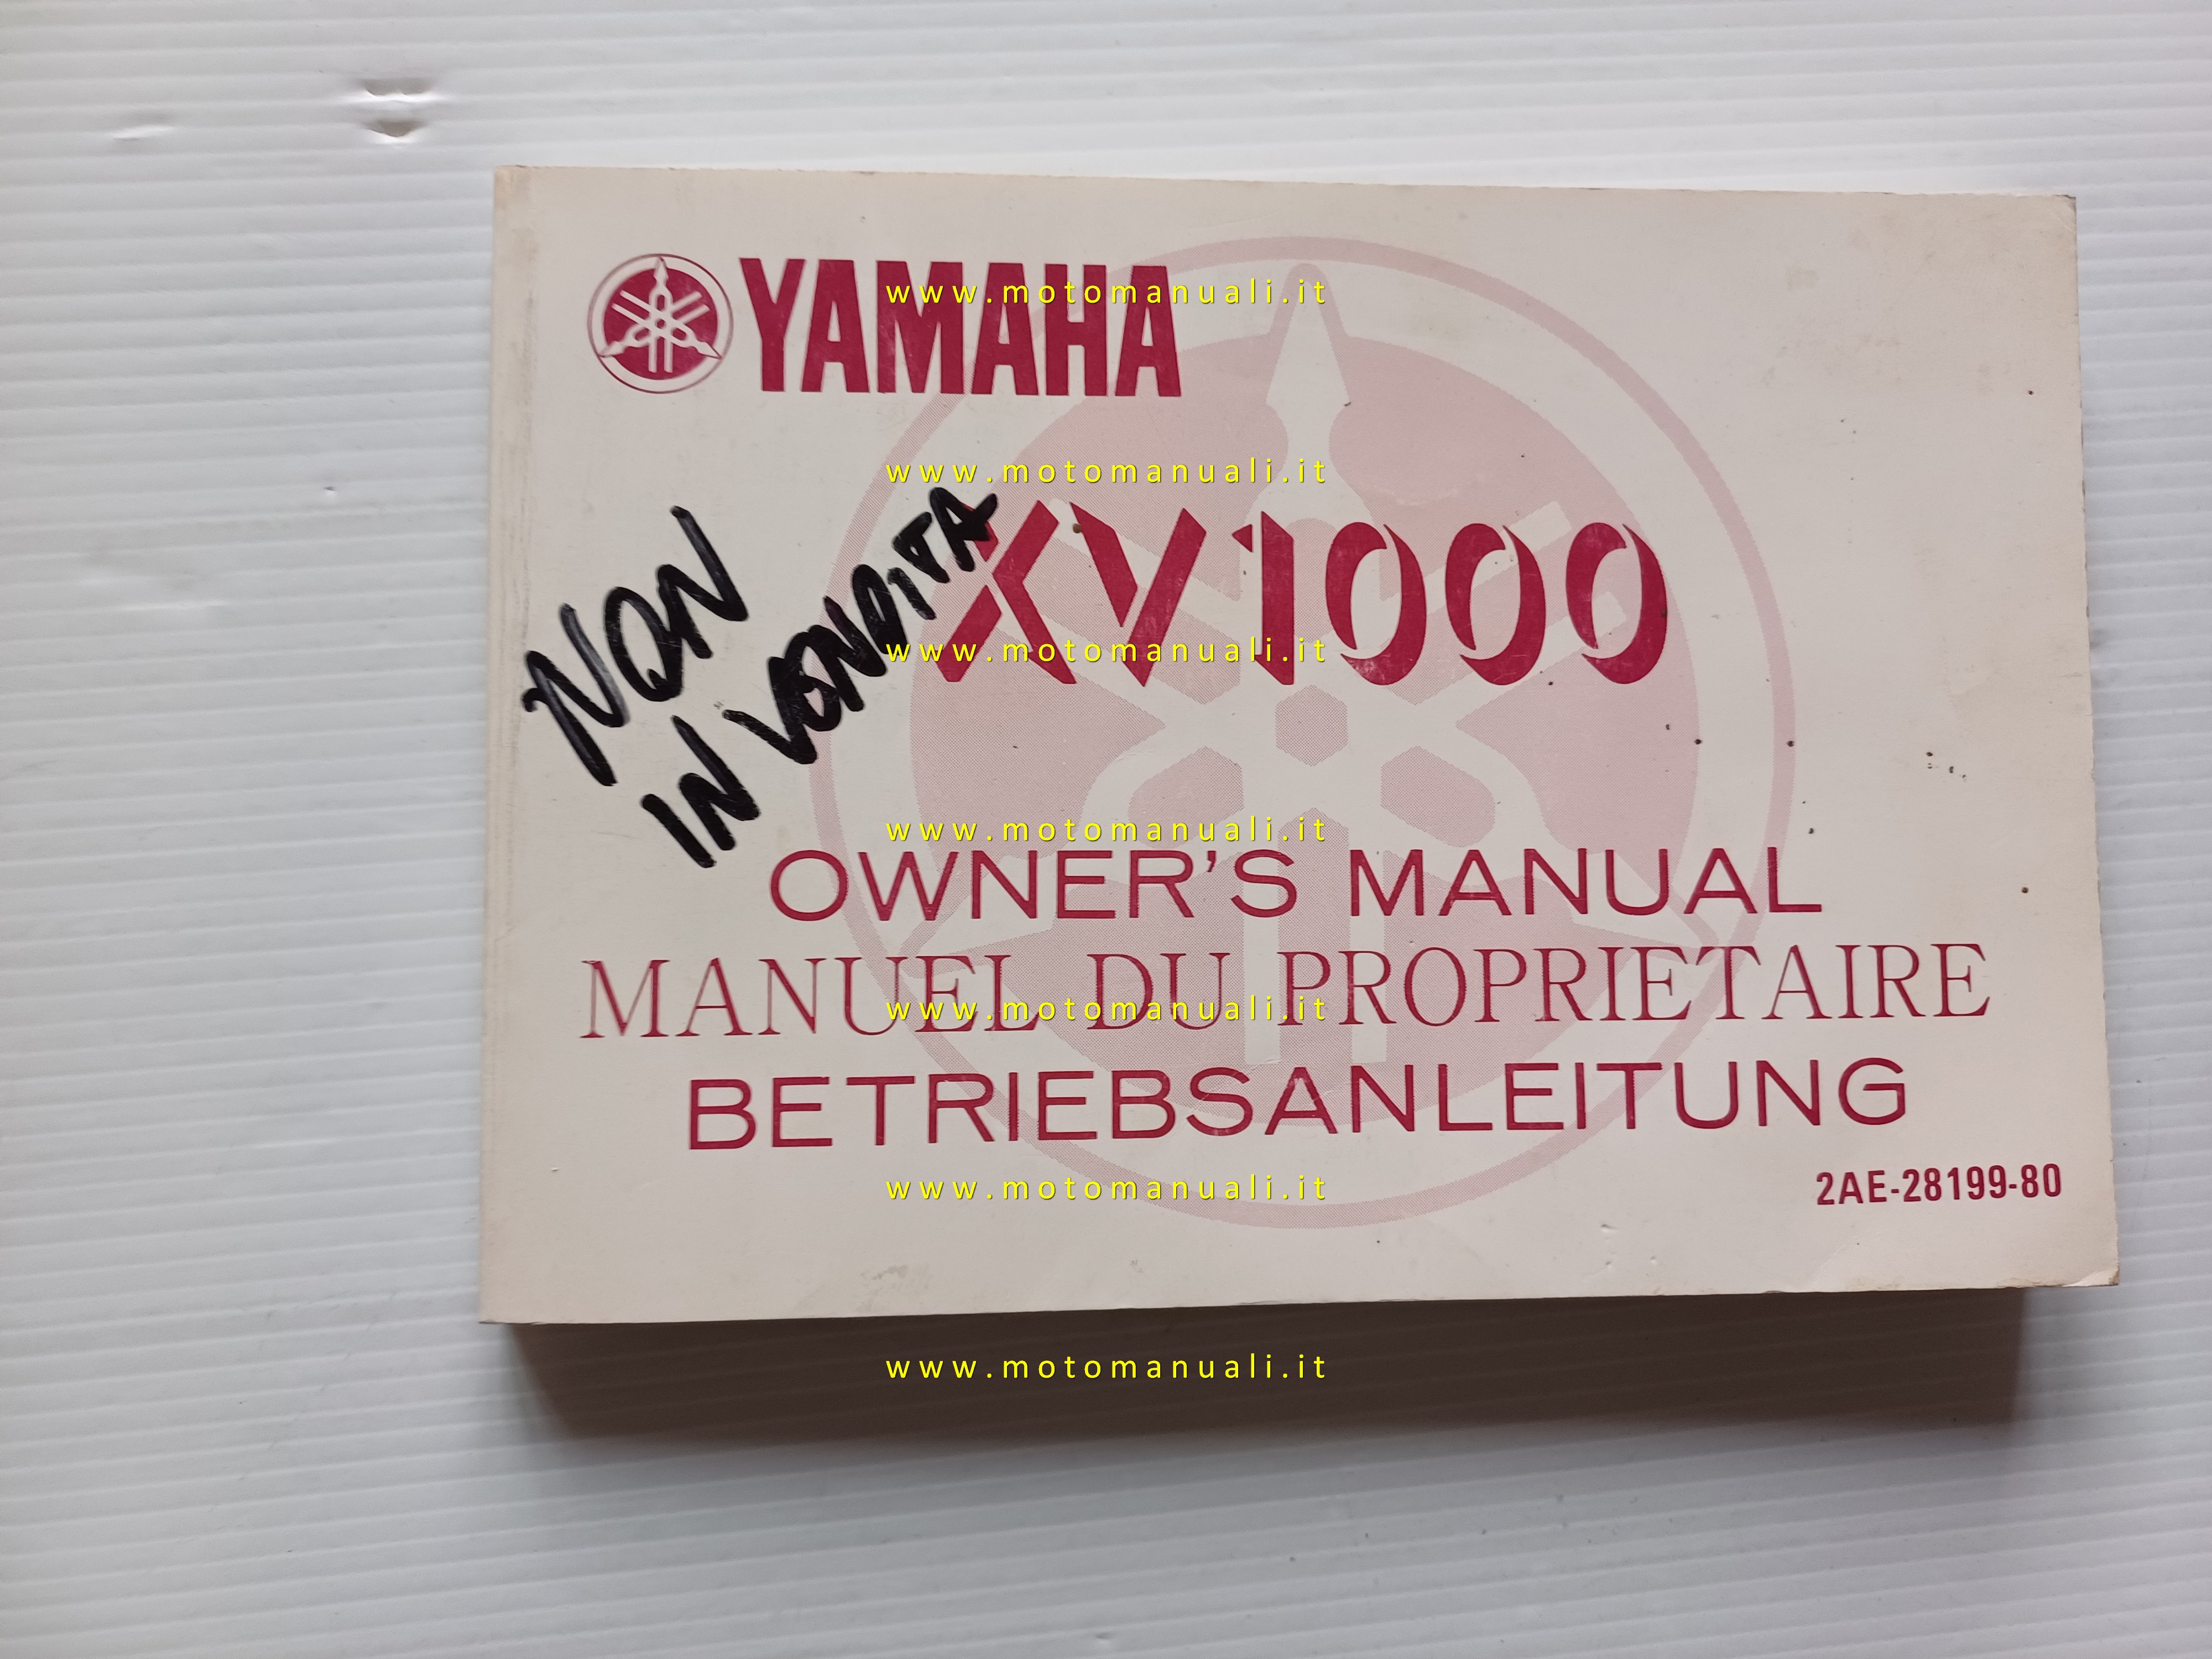 YAMAHA
www.motomanuali.it
www.motomanuali.it
XV1000
NON
IN VENDITA
www.motomanuali.it
www.motomanuali.it
OWNER'S MANUAL
MANUEL DU PROPRIETAIRE
www.motomanuali.it
BETRIEBSANLEITUNG
2AE-28199-80
www.motomanuali.it
www.motomanuali.it